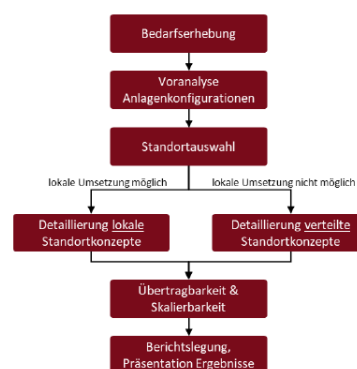 Bedarfserhebung
Voranalyse
Anlagenkonfigurationen
Standortauswahl
lokale Umsetzung möglich
lokale Umsetzung nicht möglich
Detaillierung lokale
Standortkonzepte
Detaillierung verteilte
Standortkonzepte
Übertragbarkeit &
Skalierbarkeit
Berichtslegung,
Präsentation Ergebnisse